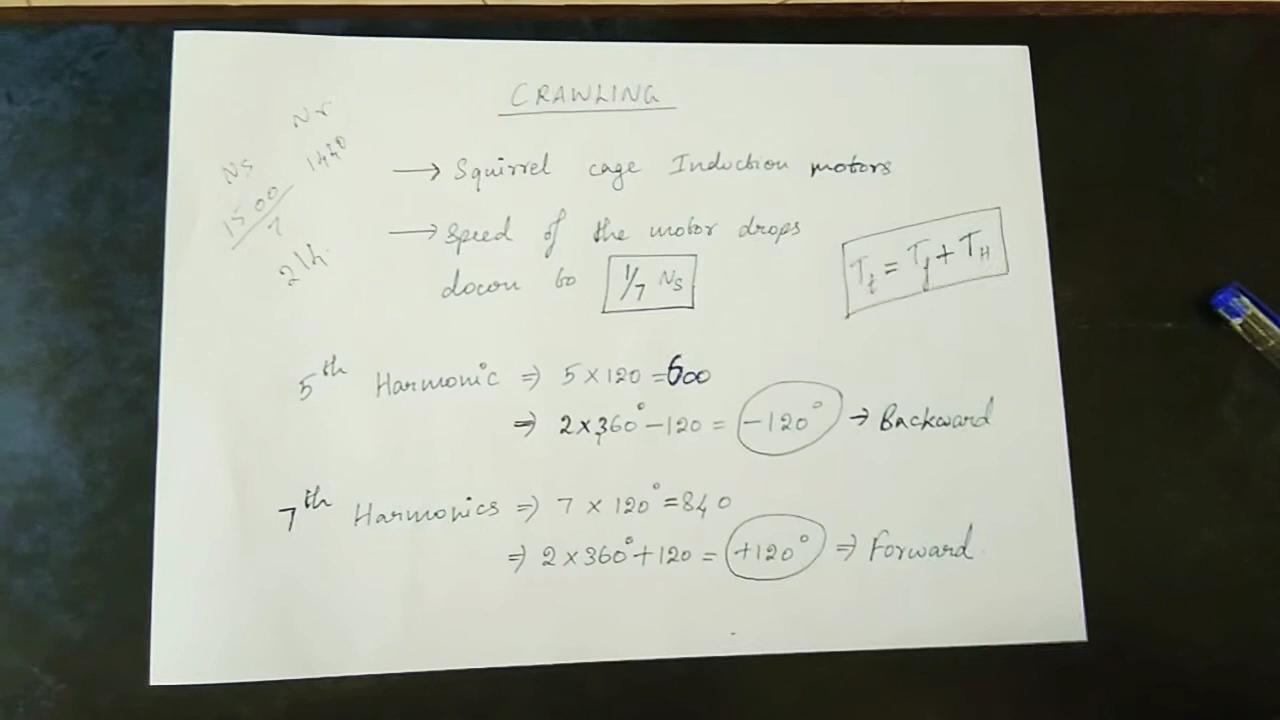 CRAWLING
Nr
Ns 1440
1500/7
214.
→ Squirrel cage Induction motors
→ Speed of the motor drops
down to 1/7 Ns
Tt = Tf + TH
5th Harmonic ⇒ 5 × 120 = 600
⇒ 2×360° - 120 = -120° → Backward
7th Harmonics ⇒ 7 × 120° = 840
⇒ 2×360° + 120 = +120° ⇒ Forward